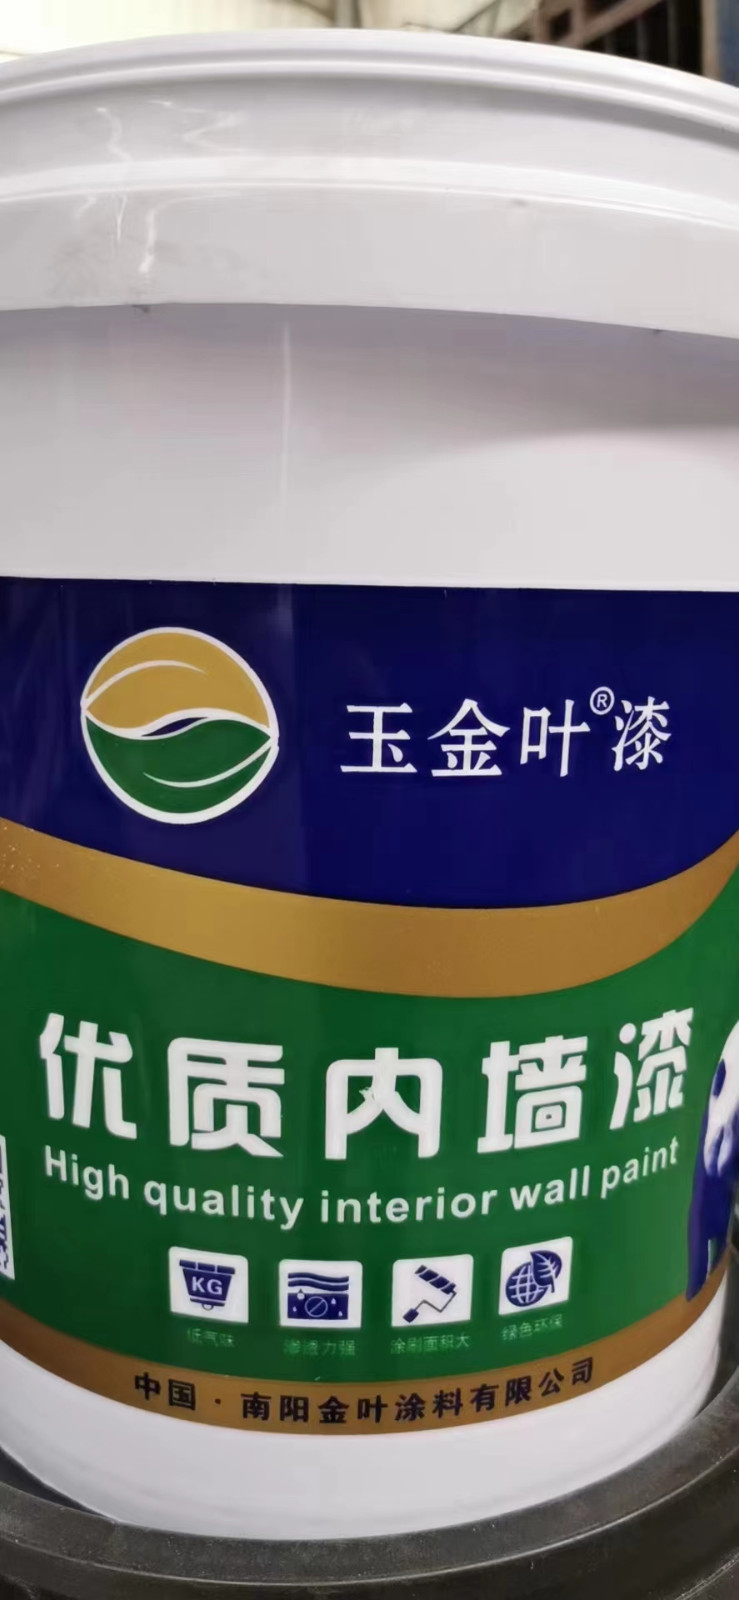 玉金叶®漆
优质内墙漆
High quality interior wall paint
KG
低气味 渗透力强 涂刷面积大 绿色环保
中国·南阳金叶涂料有限公司